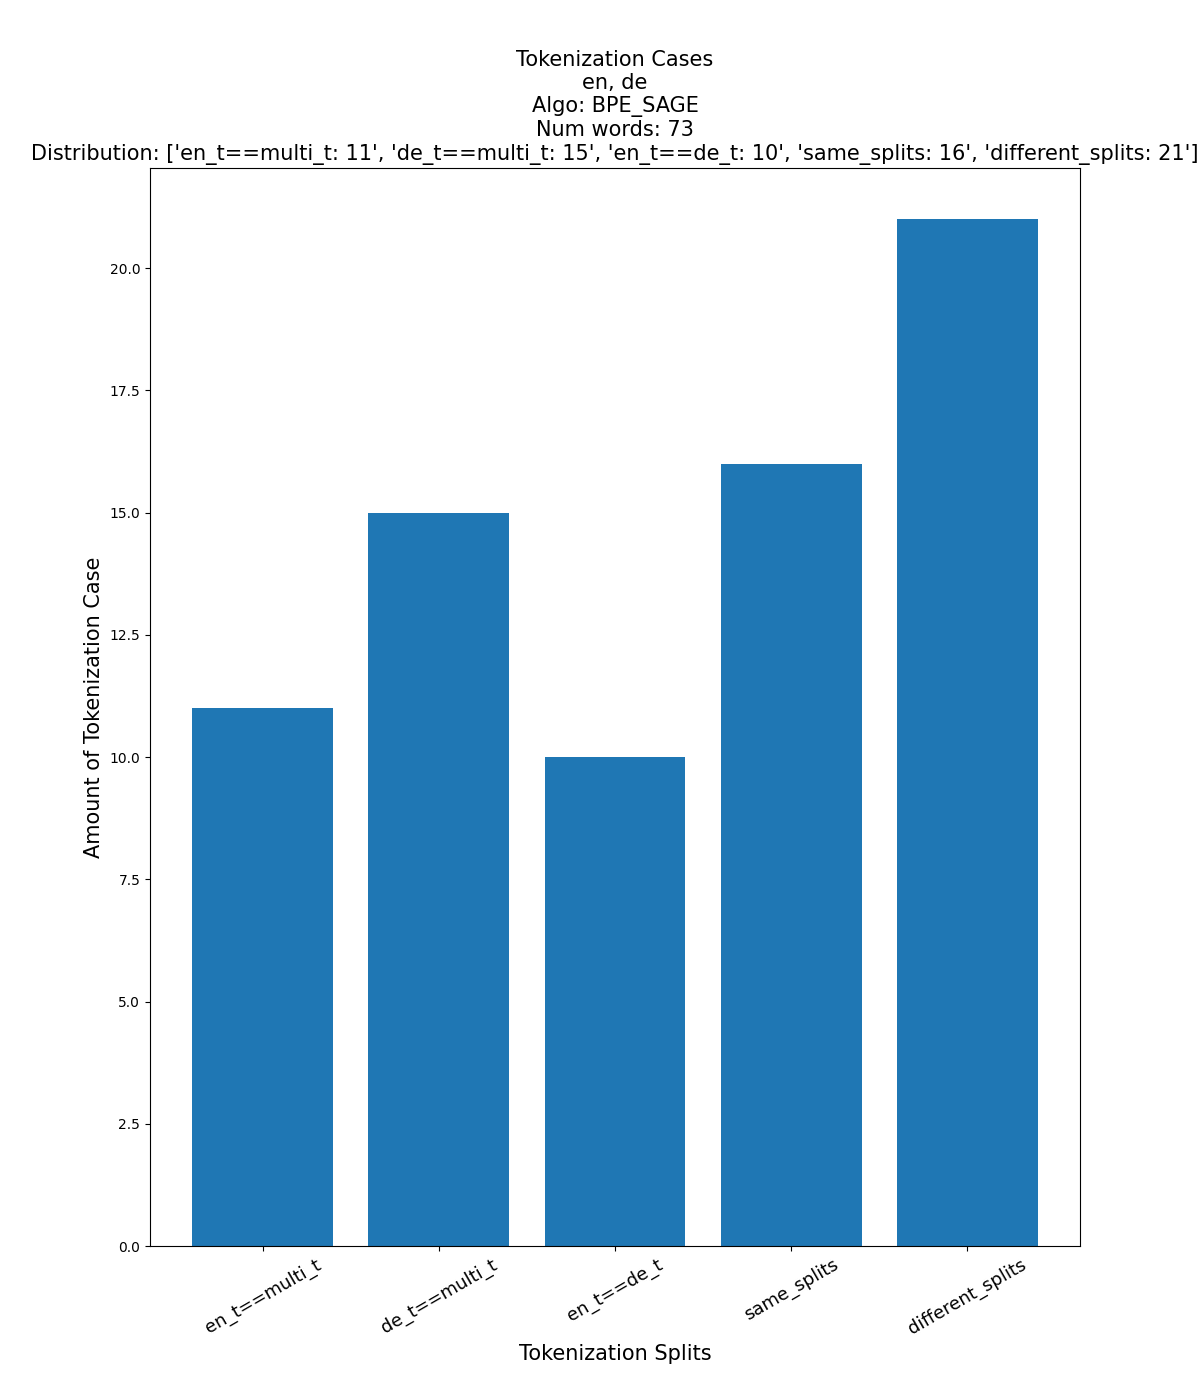 Tokenization Cases
en, de
Algo: BPE_SAGE
Num words: 73
Distribution: ['en_t==multi_t: 11', 'de_t==multi_t: 15', 'en_t==de_t: 10', 'same_splits: 16', 'different_splits: 21']
20.0
17.5
15.0
12.5
10.0
7.5
5.0
2.5
0.0
Amount of Tokenization Case
en_t==multi_t
de_t==multi_t
en_t==de_t
same_splits
different_splits
Tokenization Splits